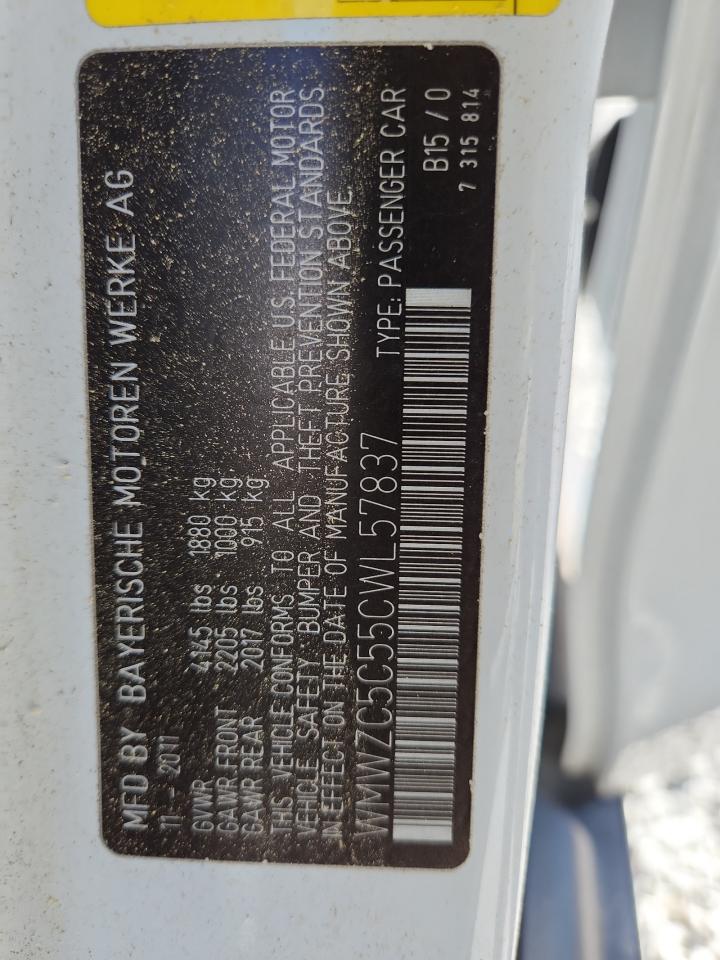 MFD BY BAYERISCHE MOTOREN WERKE AG
11 - 2011
GVWR 4145 lbs 1880 kg
GAWR FRONT 2205 lbs 1000 kg
GAWR REAR 2017 lbs 915 kg
THIS VEHICLE CONFORMS TO ALL APPLICABLE U.S. FEDERAL MOTOR
VEHICLE SAFETY, BUMPER AND THEFT PREVENTION STANDARDS
IN EFFECT ON THE DATE OF MANUFACTURE SHOWN ABOVE.
WMWZC5C55CWL57837 TYPE: PASSENGER CAR
B15 / 0
7 315 814